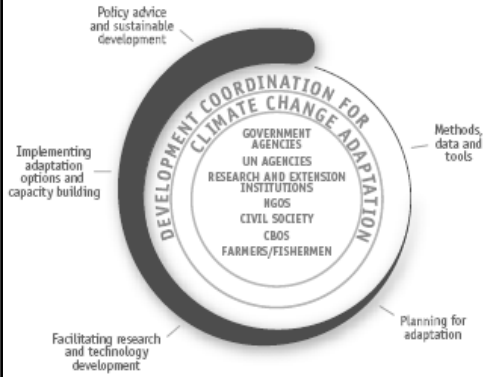 Policy advice
and sustainable
development
DEVELOPMENT COORDINATION FOR
CLIMATE CHANGE ADAPTATION
GOVERNMENT
AGENCIES
UN AGENCIES
RESEARCH AND EXTENSION
INSTITUTIONS
NGOS
CIVIL SOCIETY
CBOS
FARMERS/FISHERMEN
Methods,
data and
tools
Implementing
adaptation
options and
capacity building
Planning for
adaptation
Facilitating research
and technology
development